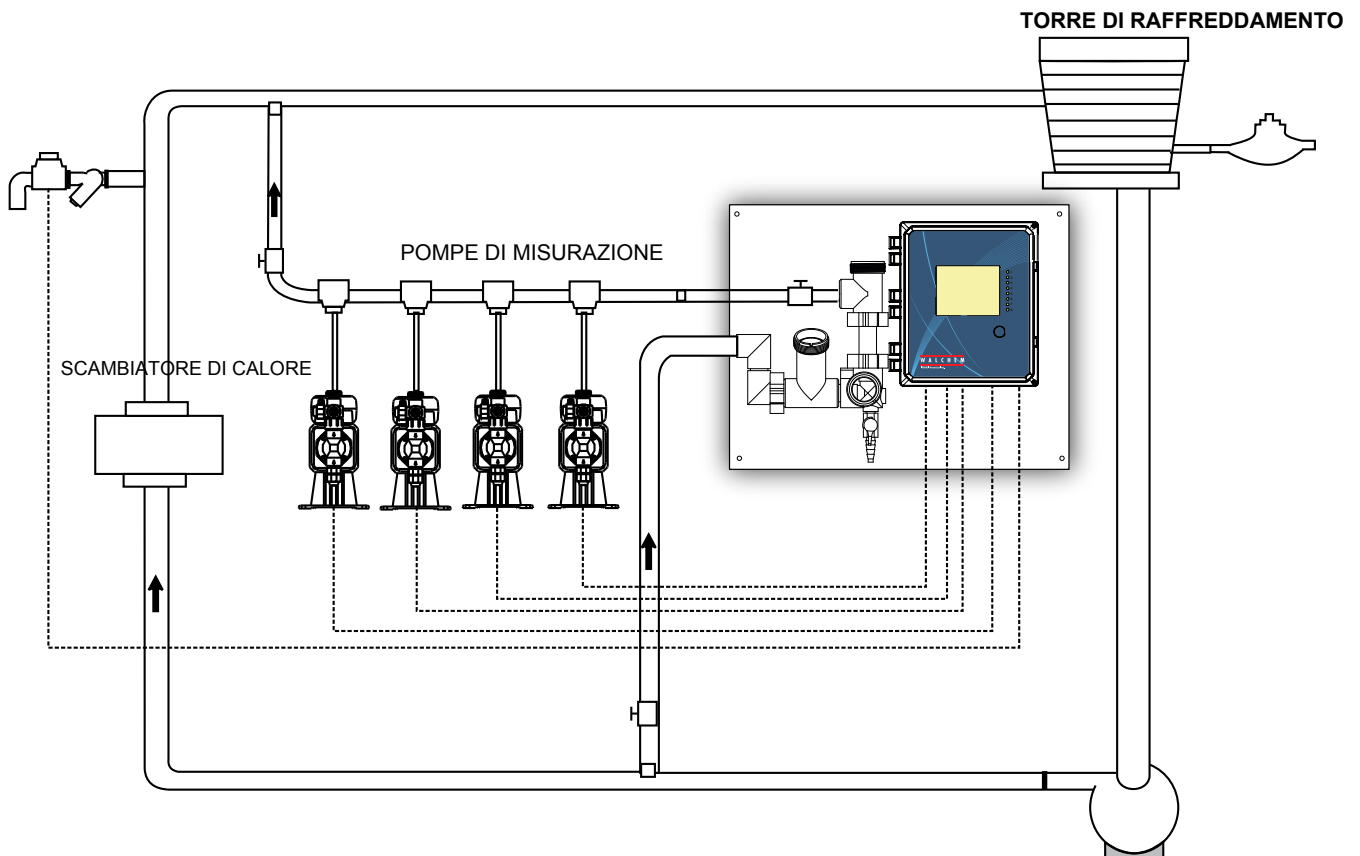 TORRE DI RAFFREDDAMENTO
POMPE DI MISURAZIONE
SCAMBIATORE DI CALORE
WALCHEM